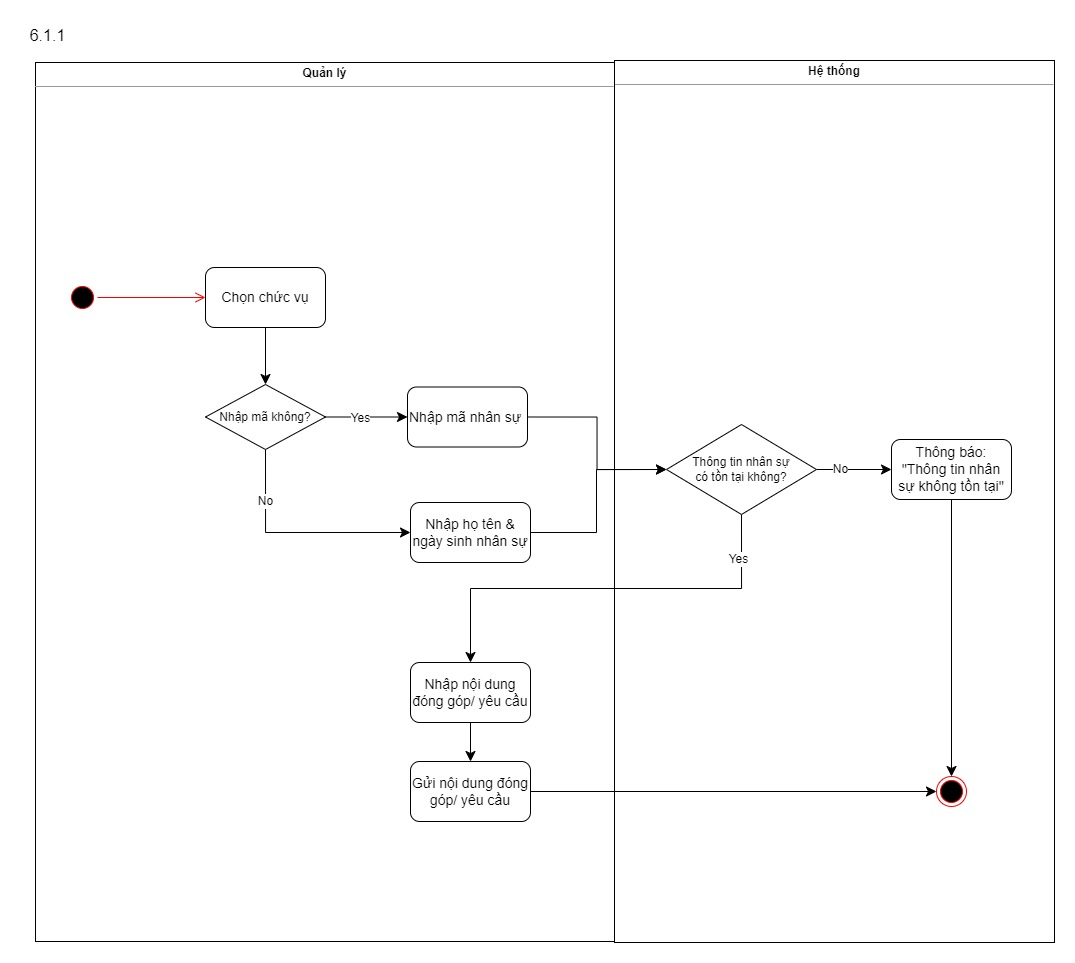 6.1.1
Quản lý
Hệ thống
Chọn chức vụ
Nhập mã không?
Yes
Nhập mã nhân sự
No
Nhập họ tên &
ngày sinh nhân sự
Thông tin nhân sự
có tồn tại không?
No
Thông báo:
"Thông tin nhân
sự không tồn tại"
Yes
Nhập nội dung
đóng góp/ yêu cầu
Gửi nội dung đóng
góp/ yêu cầu